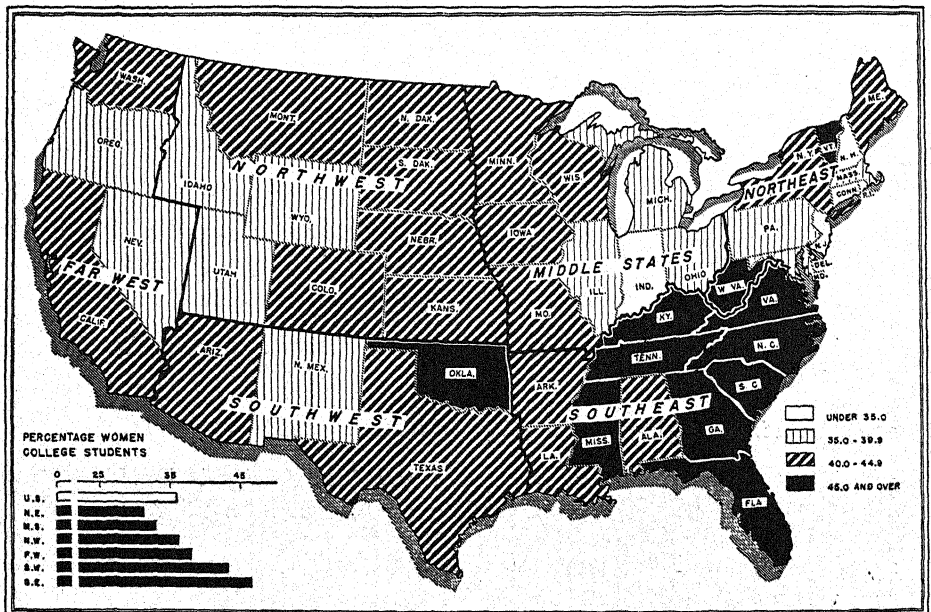 WASH.
MONT.
N. DAK.
MINN.
ME.
OREG.
IDAHO
S. DAK.
WIS.
MICH.
N.Y.
VT.
N. H.
MASS.
CONN.
R.I.
NORTHWEST
NORTHEAST
WYO.
NEBR.
IOWA
PA.
N.J.
DEL.
MD.
NEV.
UTAH
COLO.
KANS.
MO.
ILL.
IND.
OHIO
W. VA.
VA.
FAR WEST
MIDDLE STATES
CALIF.
ARIZ.
N. MEX.
OKLA.
ARK.
KY.
TENN.
N. C.
S. C.
SOUTHWEST
SOUTHEAST
TEXAS
LA.
MISS.
ALA.
GA.
FLA.
UNDER 35.0
35.0 - 39.9
40.0 - 44.9
45.0 AND OVER
PERCENTAGE WOMEN
COLLEGE STUDENTS
0 25 35 45
U.S.
N.E.
M.S.
N.W.
F.W.
S.W.
S.E.